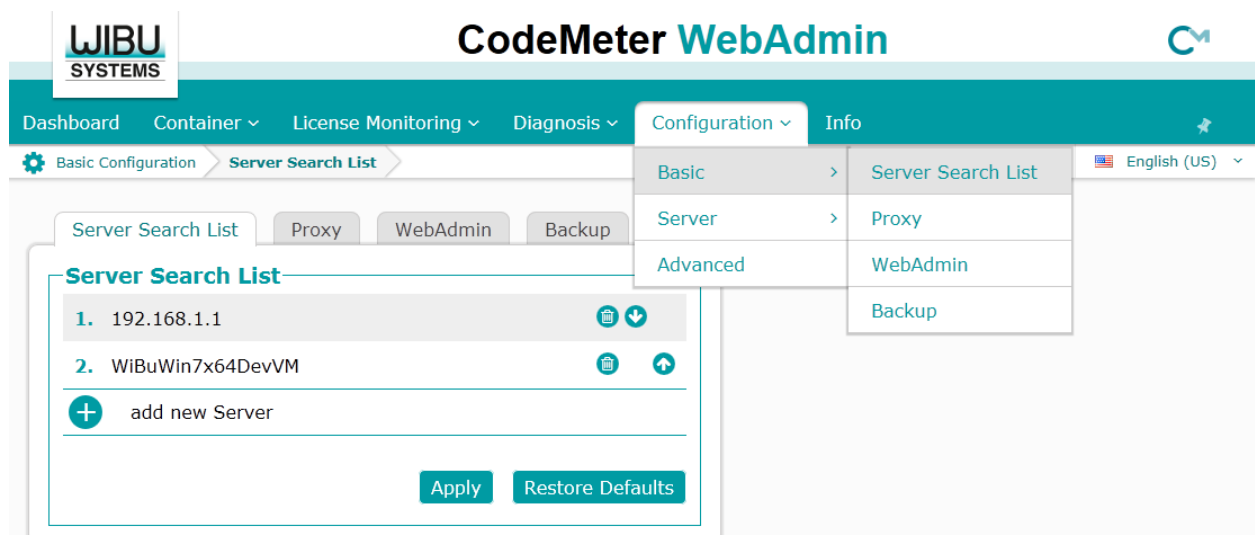 WIBU
SYSTEMS
CodeMeter WebAdmin
CM
Dashboard Container License Monitoring Diagnosis Configuration Info
Basic Configuration Server Search List
English (US)
Basic Server Search List
Server Proxy
Advanced WebAdmin
Backup
Server Search List Proxy WebAdmin Backup
Server Search List
1. 192.168.1.1
2. WiBuWin7x64DevVM
add new Server
Apply Restore Defaults